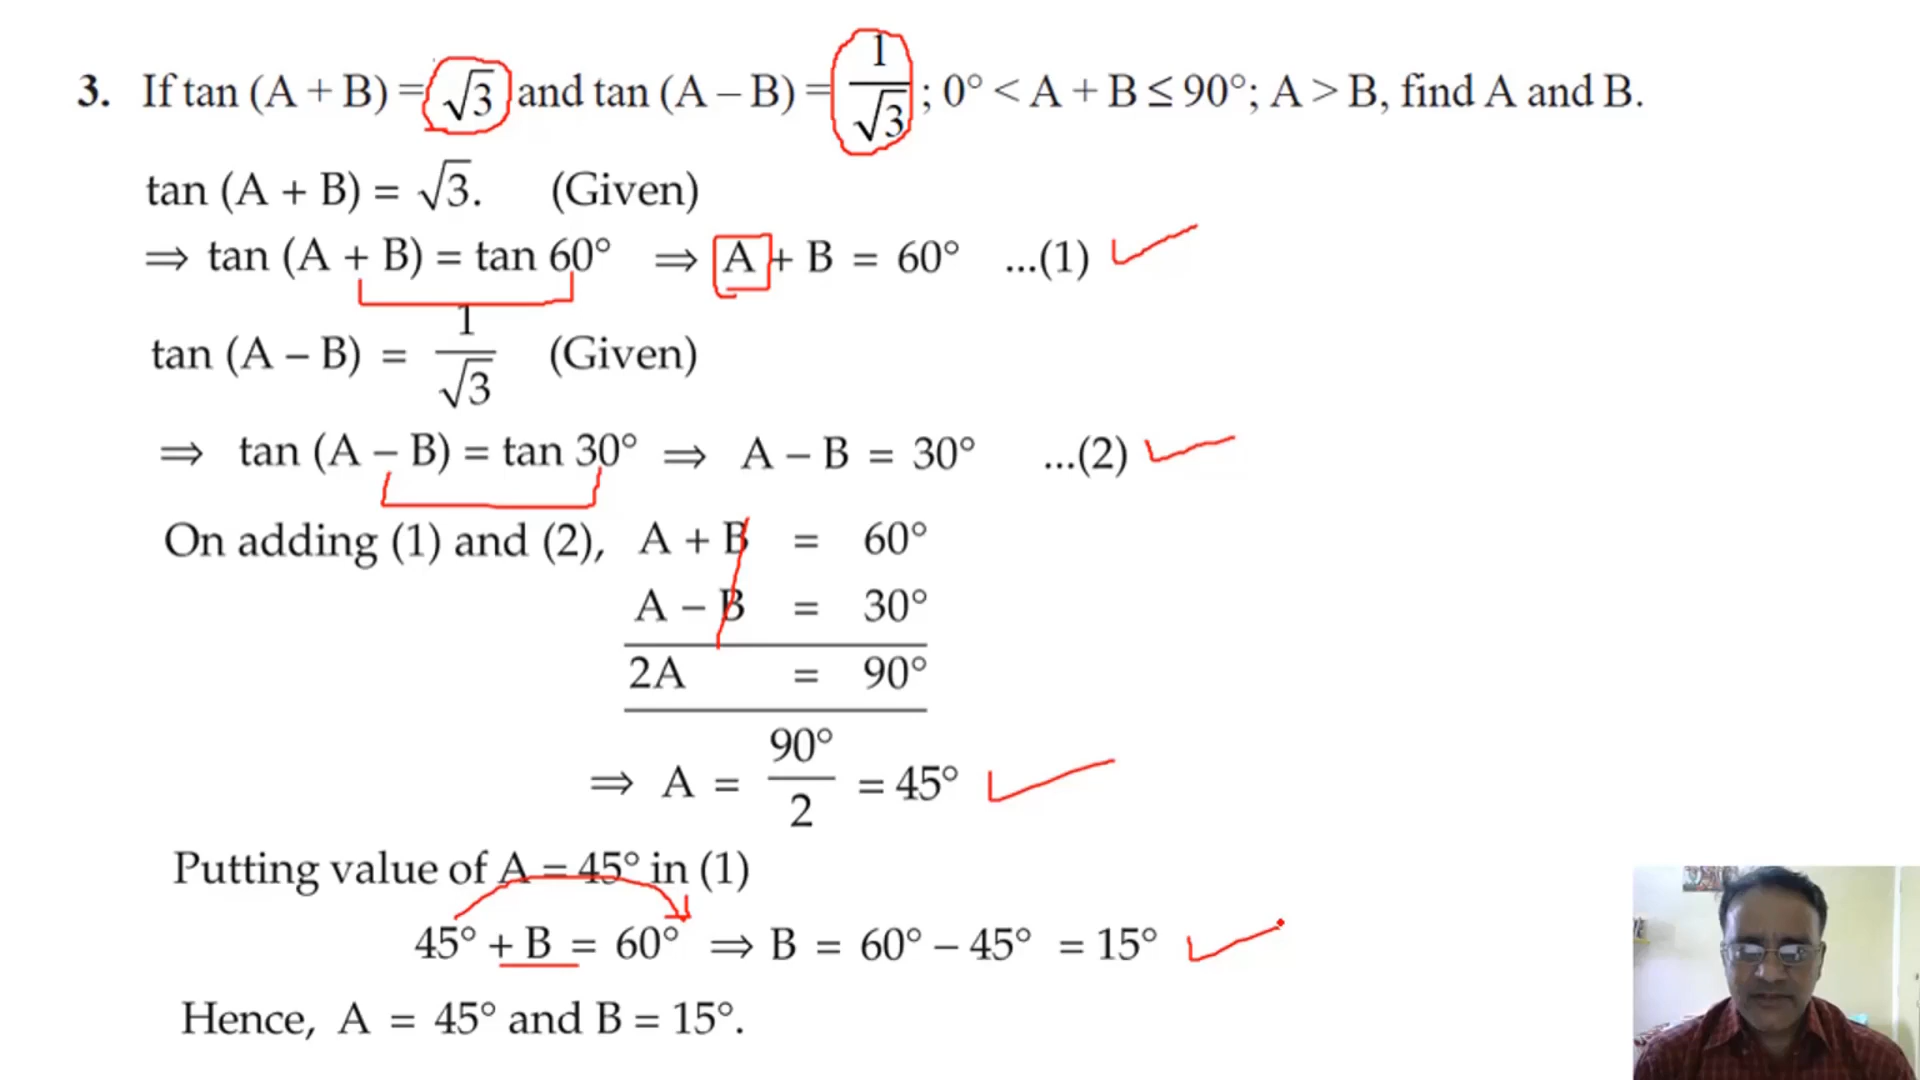 3. If tan (A + B) = √3 and tan (A – B) = 1/√3 ; 0° < A + B ≤ 90°; A > B, find A and B.
tan (A + B) = √3. (Given)
⇒ tan (A + B) = tan 60° ⇒ A + B = 60° ...(1)
tan (A – B) = 1/√3 (Given)
⇒ tan (A – B) = tan 30° ⇒ A – B = 30° ...(2)
On adding (1) and (2), A + B = 60°
A – B = 30°
2A = 90°
⇒ A = 90°/2 = 45°
Putting value of A = 45° in (1)
45° + B = 60° ⇒ B = 60° – 45° = 15°
Hence, A = 45° and B = 15°.